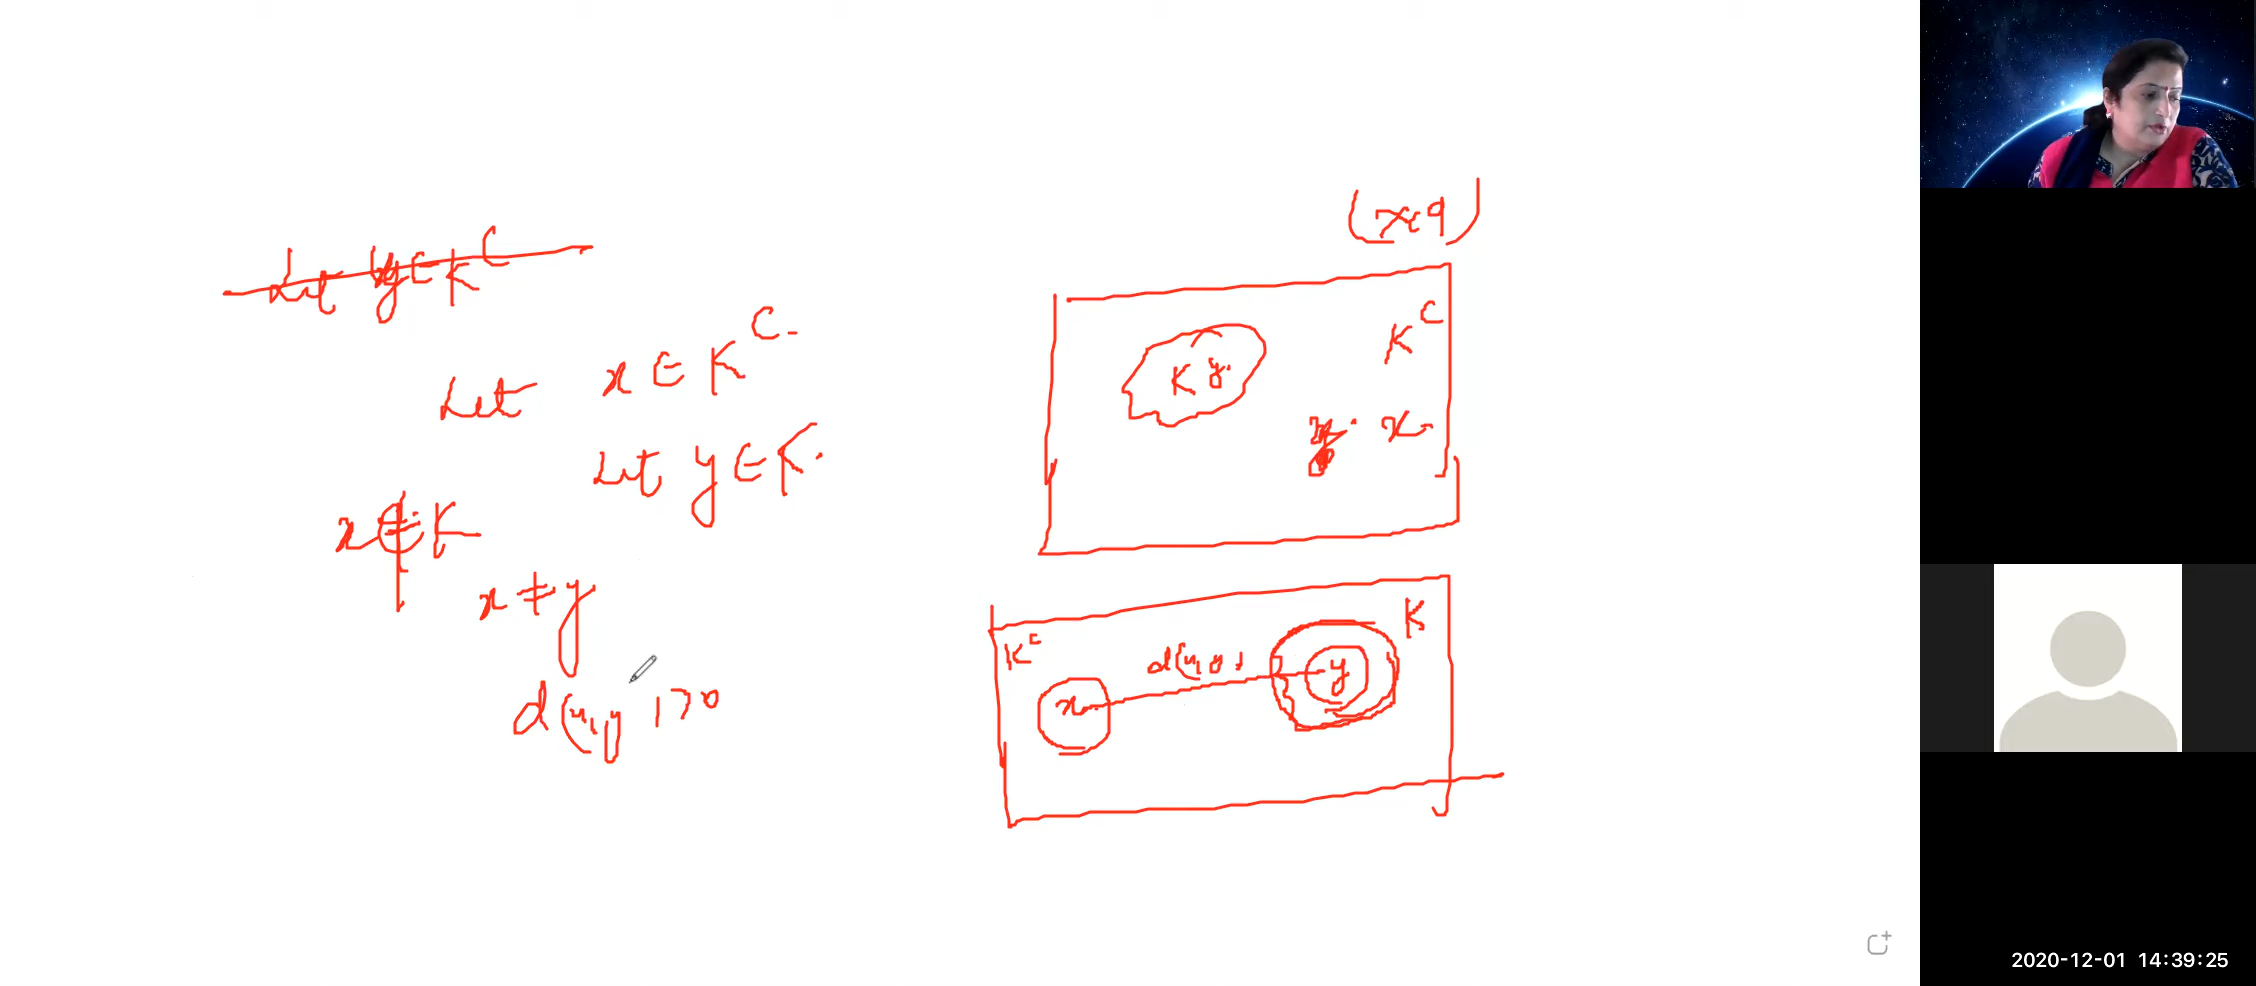 Let y ∈ K^C
Let x ∈ K^C.
Let y ∈ K.
x ∉ K
x ≠ y
d(x, y) > 0
K^C
K y.
x
K^C
K
d(x, y)
x
y
2020-12-01 14:39:25